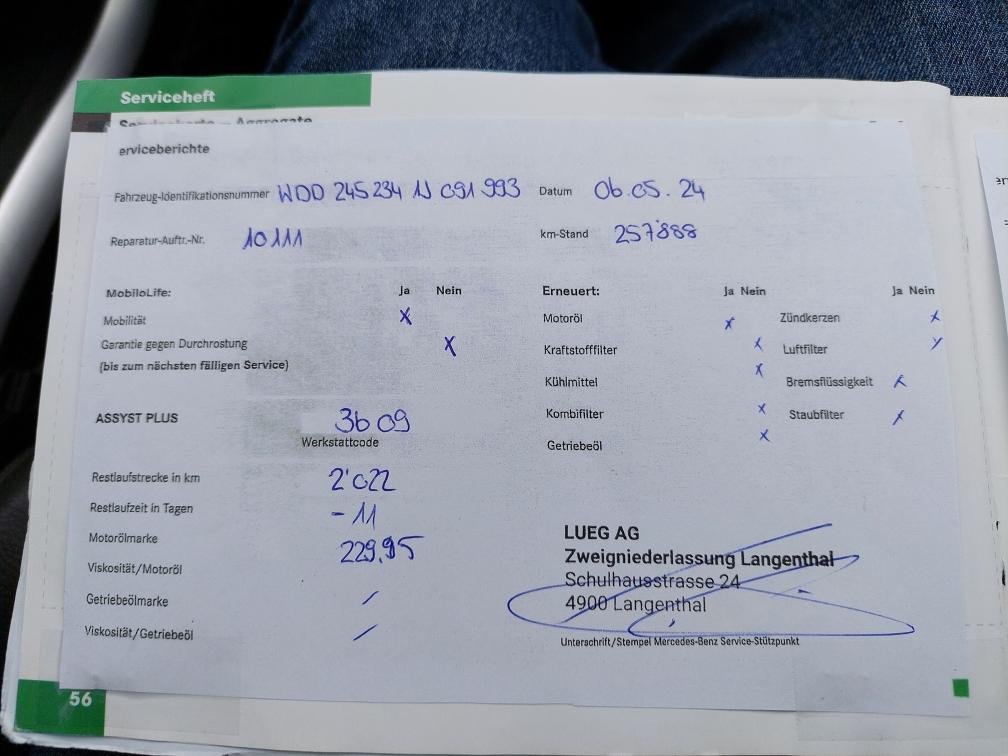 Serviceheft
Servicekarte – Aggregate
erviceberichte
Fahrzeug-Identifikationsnummer WDD 245 234 1J 091 993 Datum 06.05.24
Reparatur-Auftr.-Nr. 10111 km-Stand 257'888
MobiloLife: Ja Nein Erneuert: Ja Nein Ja Nein
Mobilität x Motoröl x Zündkerzen x
Garantie gegen Durchrostung x Kraftstofffilter x Luftfilter x
(bis zum nächsten fälligen Service) Kühlmittel x Bremsflüssigkeit x
ASSYST PLUS 3b 09 Kombifilter x Staubfilter x
Werkstattcode Getriebeöl x
Restlaufstrecke in km 2'022
Restlaufzeit in Tagen - 11
Motorölmarke 229.95
Viskosität/Motoröl
Getriebeölmarke /
Viskosität/Getriebeöl /
LUEG AG
Zweigniederlassung Langenthal
Schulhausstrasse 24
4900 Langenthal
Unterschrift/Stempel Mercedes-Benz Service-Stützpunkt
56